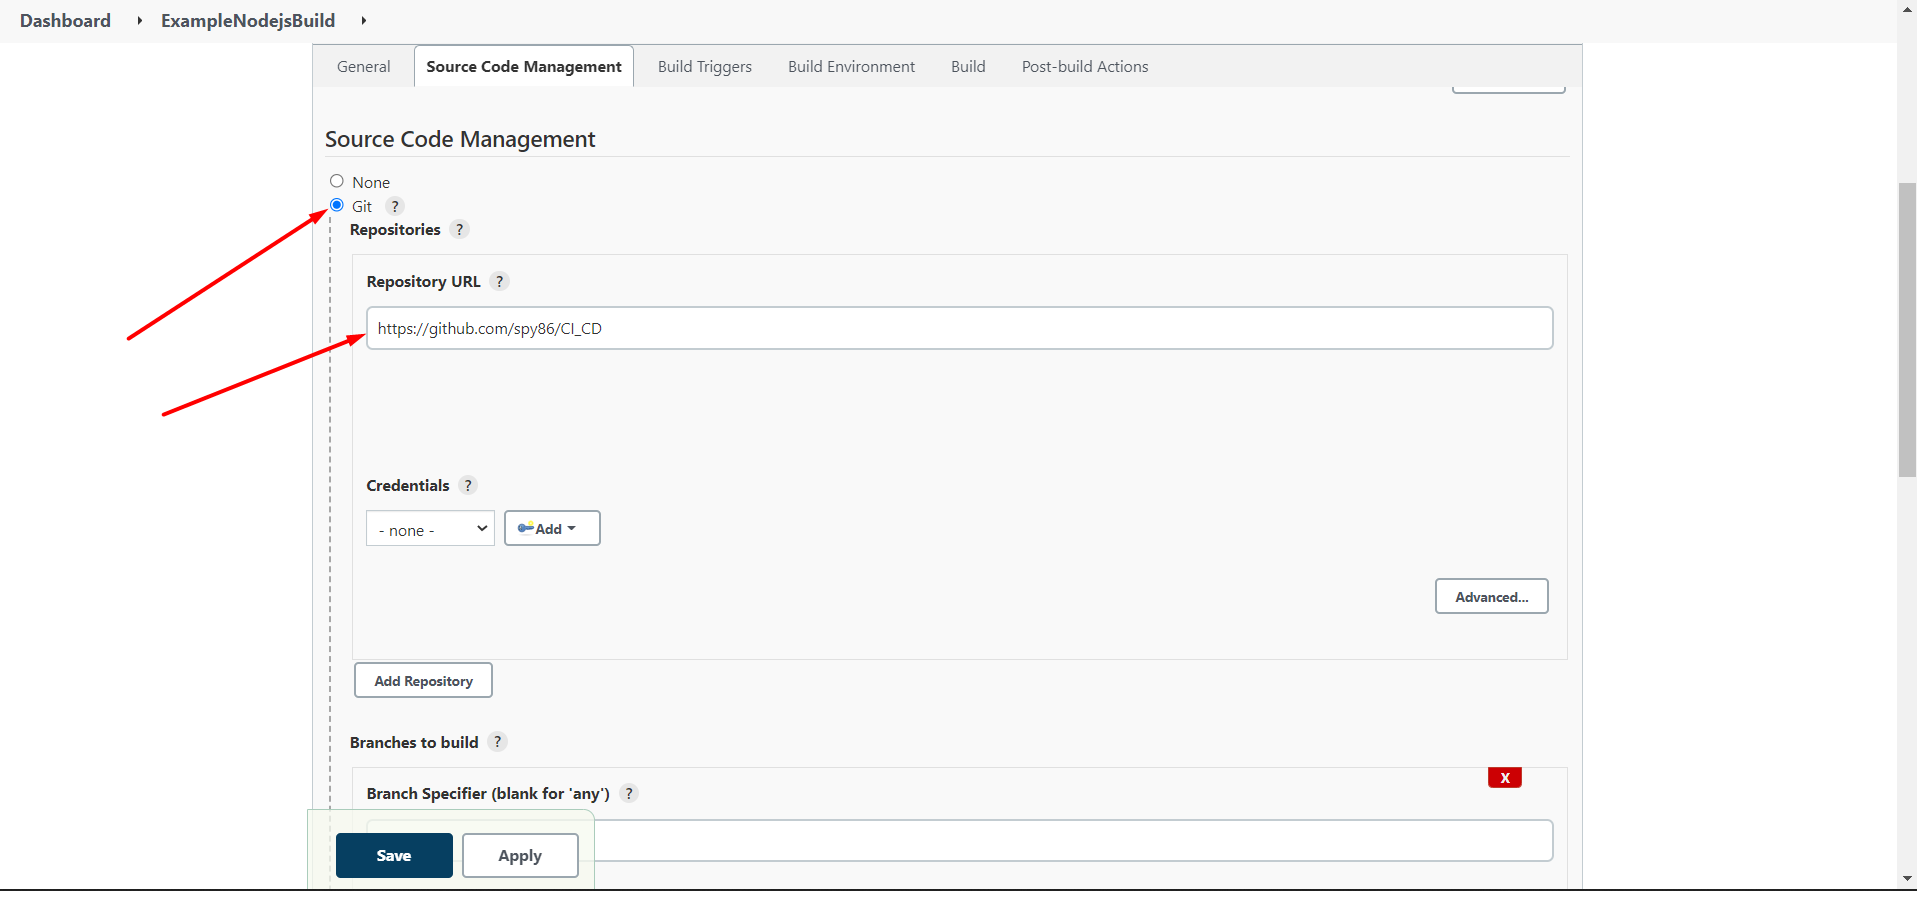 Dashboard ExampleNodejsBuild
General Source Code Management Build Triggers Build Environment Build Post-build Actions
Source Code Management
None
Git ?
Repositories ?
Repository URL ?
https://github.com/spy86/CI_CD
Credentials ?
- none - Add
Advanced...
Add Repository
Branches to build ?
X
Branch Specifier (blank for 'any') ?
Save Apply